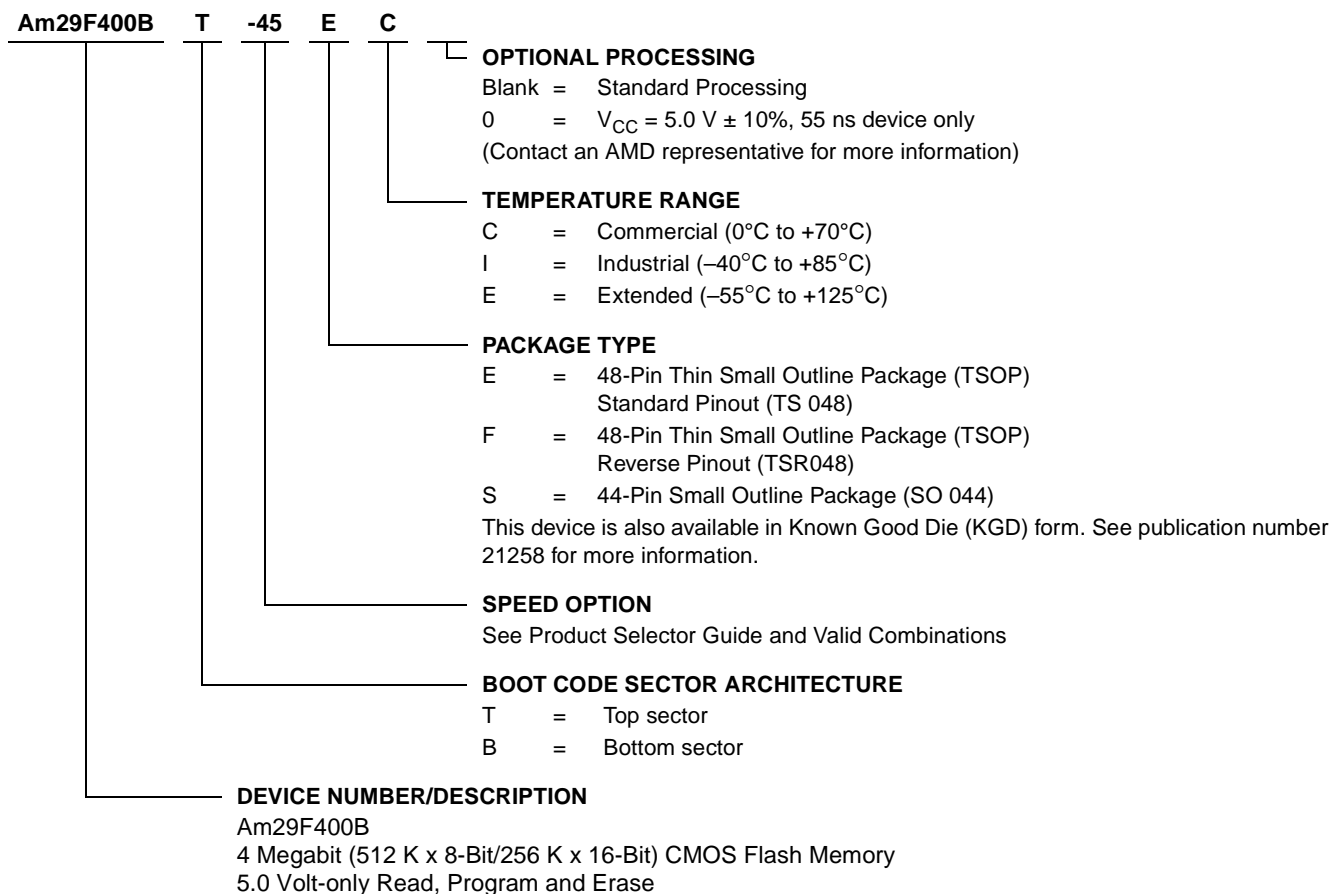 Am29F400B T -45 E C
OPTIONAL PROCESSING
Blank = Standard Processing
0 = VCC = 5.0 V ± 10%, 55 ns device only
(Contact an AMD representative for more information)
TEMPERATURE RANGE
C = Commercial (0°C to +70°C)
I = Industrial (–40°C to +85°C)
E = Extended (–55°C to +125°C)
PACKAGE TYPE
E = 48-Pin Thin Small Outline Package (TSOP)
Standard Pinout (TS 048)
F = 48-Pin Thin Small Outline Package (TSOP)
Reverse Pinout (TSR048)
S = 44-Pin Small Outline Package (SO 044)
This device is also available in Known Good Die (KGD) form. See publication number
21258 for more information.
SPEED OPTION
See Product Selector Guide and Valid Combinations
BOOT CODE SECTOR ARCHITECTURE
T = Top sector
B = Bottom sector
DEVICE NUMBER/DESCRIPTION
Am29F400B
4 Megabit (512 K x 8-Bit/256 K x 16-Bit) CMOS Flash Memory
5.0 Volt-only Read, Program and Erase